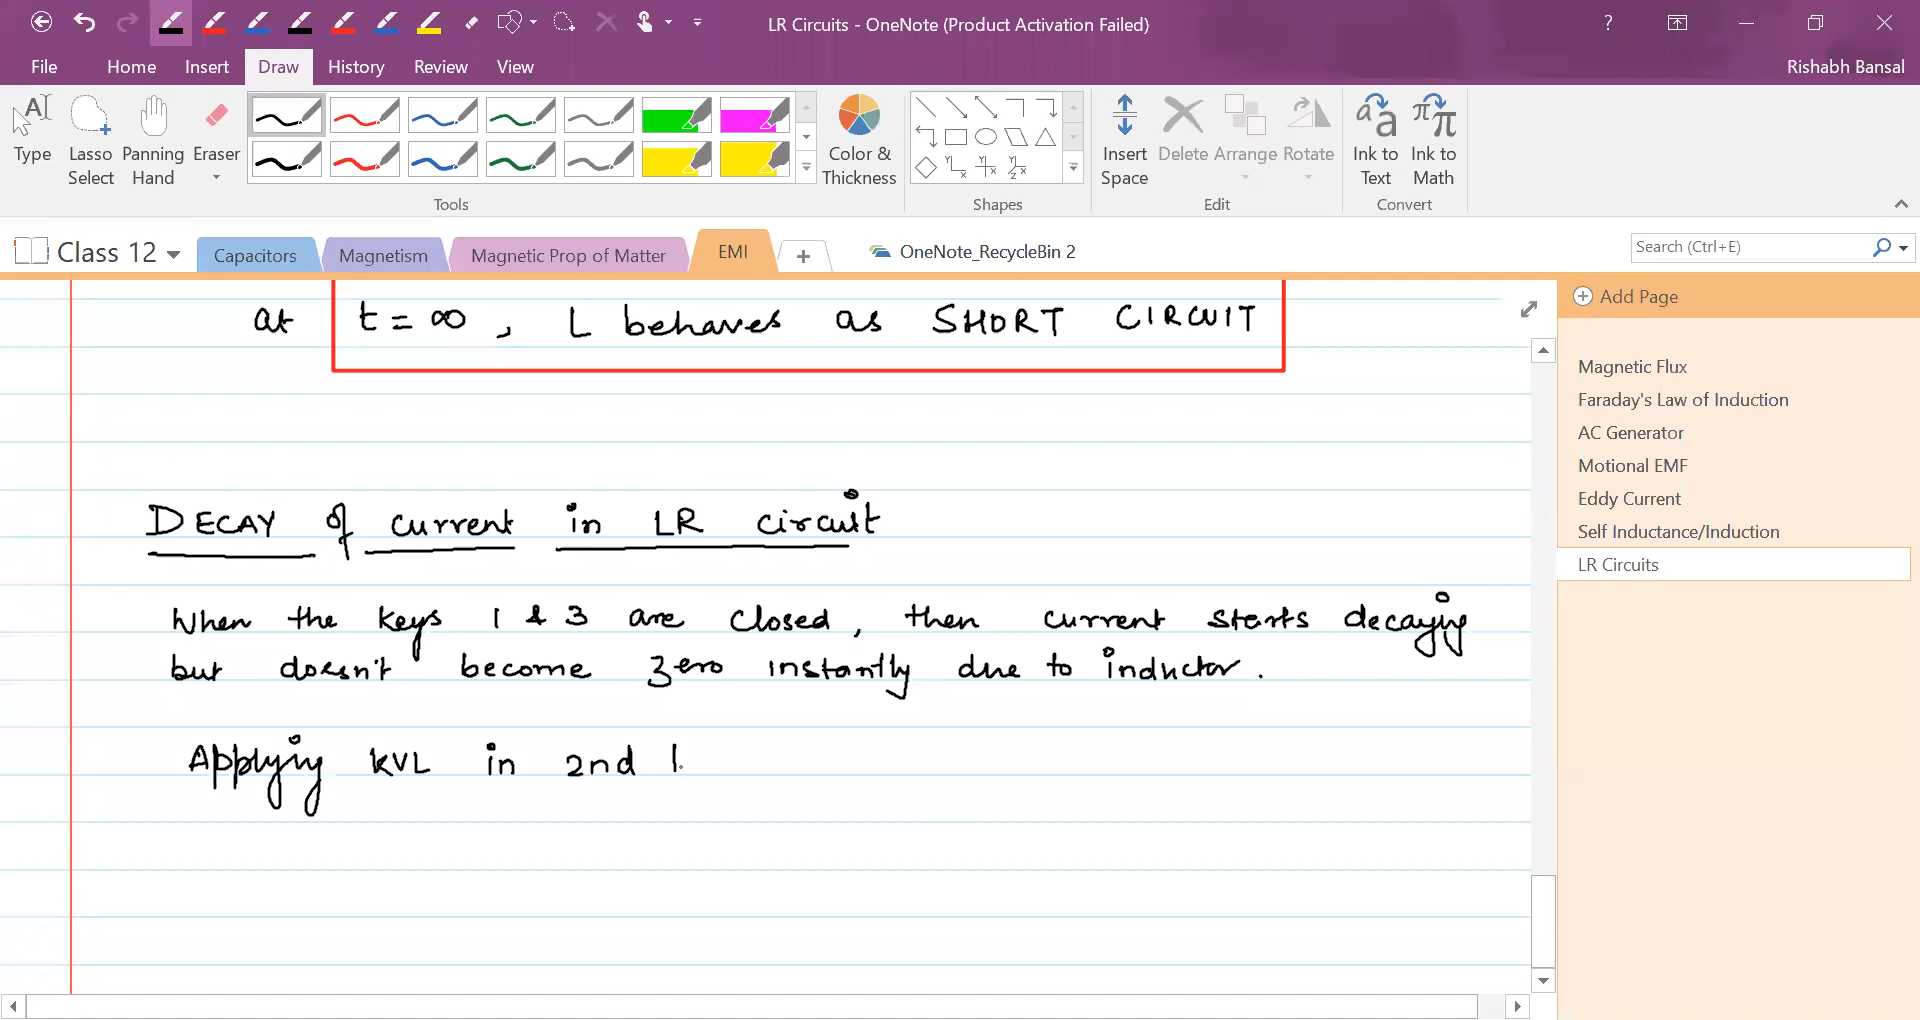 LR Circuits - OneNote (Product Activation Failed)
?
File Home Insert Draw History Review View
Rishabh Bansal
Type
Lasso Select
Panning Hand
Eraser
Color & Thickness
Insert Space
Delete
Arrange
Rotate
Ink to Text
Ink to Math
Tools
Shapes
Edit
Convert
Class 12
Capacitors
Magnetism
Magnetic Prop of Matter
EMI
OneNote_RecycleBin 2
Search (Ctrl+E)
Add Page
Magnetic Flux
Faraday's Law of Induction
AC Generator
Motional EMF
Eddy Current
Self Inductance/Induction
LR Circuits
at t = ∞ , L behaves as SHORT CIRCUIT
DECAY of current in LR circuit
When the keys 1 & 3 are closed, then current starts decaying
but doesn't become zero instantly due to inductor.
Applying KVL in 2nd l